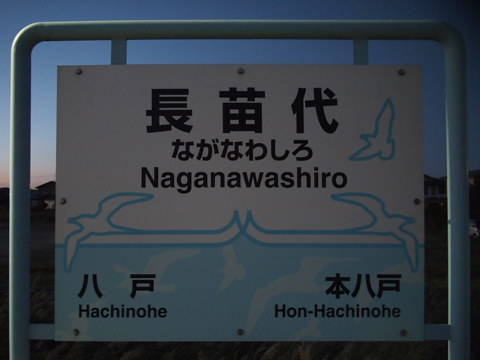 長苗代
ながなわしろ
Naganawashiro
八戸 本八戸
Hachinohe Hon-Hachinohe